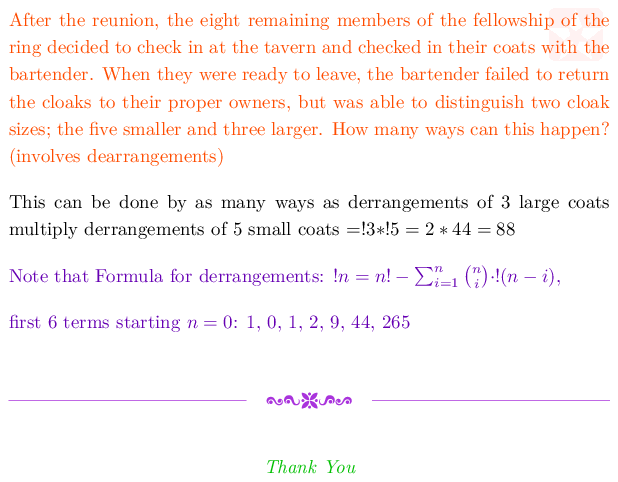 After the reunion, the eight remaining members of the fellowship of the
ring decided to check in at the tavern and checked in their coats with the
bartender. When they were ready to leave, the bartender failed to return
the cloaks to their proper owners, but was able to distinguish two cloak
sizes; the five smaller and three larger. How many ways can this happen?
(involves dearrangements)
This can be done by as many ways as derrangements of 3 large coats
multiply derrangements of 5 small coats =!3*!5 = 2 * 44 = 88
Note that Formula for derrangements: !n = n! − ∑ⁿᵢ₌₁ (n i)·!(n − i),
first 6 terms starting n = 0: 1, 0, 1, 2, 9, 44, 265
Thank You